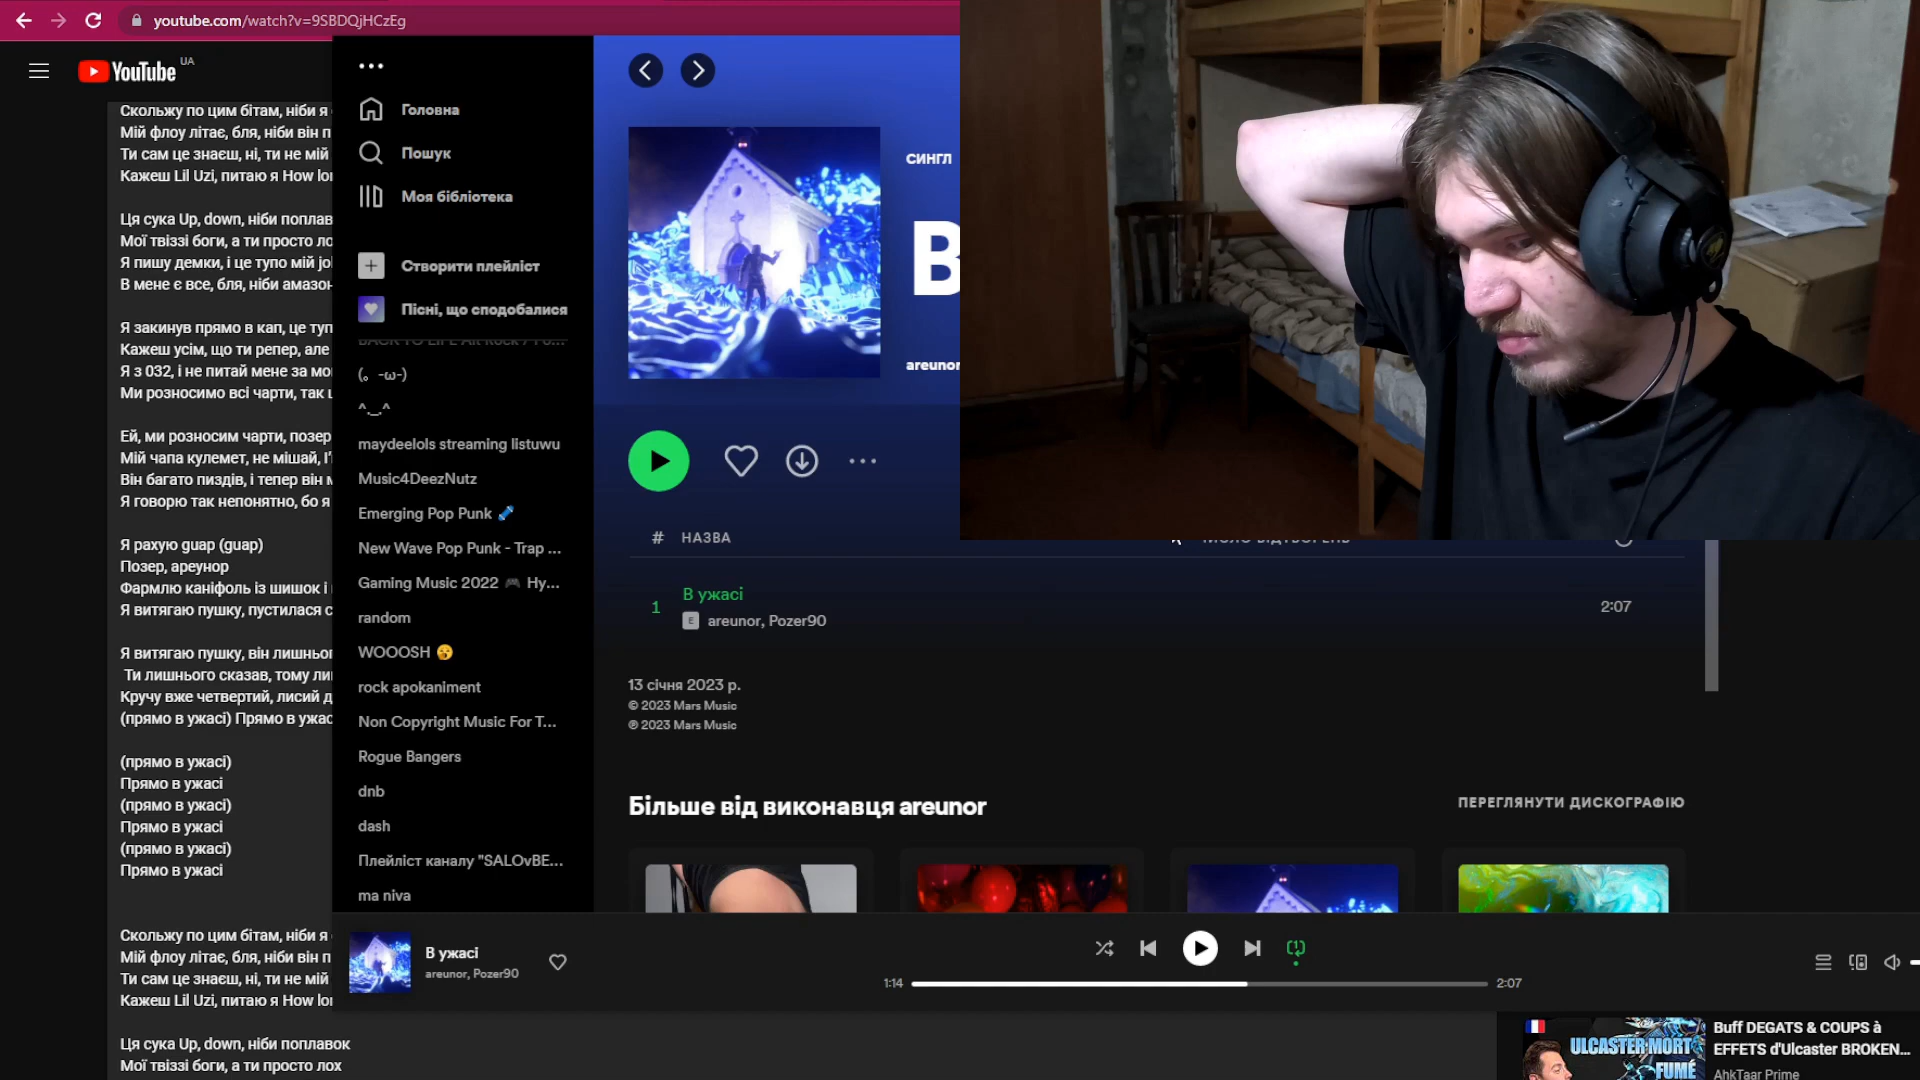 youtube.com/watch?v=9SBDQjHCzEg
YouTube UA
Скольжу по цим бітам, ніби я
Мій флоу літає, бля, ніби він п
Ти сам це знаєш, ні, ти не мій
Кажеш Lil Uzi, питаю я How lo
Ця сука Up, down, ніби поплав
Мої твіззі боги, а ти просто ло
Я пишу демки, і це тупо мій jo
В мене є все, бля, ніби амазо
Я закинув прямо в кап, це туп
Кажеш усім, що ти репер, але
Я з 032, і не питай мене за мо
Ми розносимо всі чарти, так
Ей, ми розносим чарти, позер
Мій чапа кулемет, не мішай, I'
Він багато пиздів, і тепер він
Я говорю так непонятно, бо я
Я рахую guap (guap)
Позер, ареунор
Фармлю каніфоль із шишок і
Я витягаю пушку, пустилася с
Я витягаю пушку, він лишньог
Ти лишнього сказав, тому ли
Кручу вже четвертий, лисий д
(прямо в ужасі) Прямо в ужас
(прямо в ужасі)
Прямо в ужасі
(прямо в ужасі)
Прямо в ужасі
(прямо в ужасі)
Прямо в ужасі
Скольжу по цим бітам, ніби я
Мій флоу літає, бля, ніби він п
Ти сам це знаєш, ні, ти не мій
Кажеш Lil Uzi, питаю я How lo
Ця сука Up, down, ніби поплавок
Мої твіззі боги, а ти просто лох
Головна
Пошук
Моя бібліотека
Створити плейліст
Пісні, що сподобалися
(。-ω-)
^._.^
maydeelols streaming listuwu
Music4DeezNutz
Emerging Pop Punk
New Wave Pop Punk - Trap ...
Gaming Music 2022 🎮 Hy...
random
WOOOSH 😴
rock apokaniment
Non Copyright Music For T...
Rogue Bangers
dnb
dash
Плейліст каналу "SALOvBE...
ma niva
СИНГЛ
В
areunor
# НАЗВА
1 В ужасі 2:07
E areunor, Pozer90
13 січня 2023 р.
© 2023 Mars Music
℗ 2023 Mars Music
Більше від виконавця areunor
ПЕРЕГЛЯНУТИ ДИСКОГРАФІЮ
В ужасі
areunor, Pozer90
1:14
2:07
ULCASTER MORT
FUMÉ
Buff DEGATS & COUPS à
EFFETS d'Ulcaster BROKEN...
AhkTaar Prime